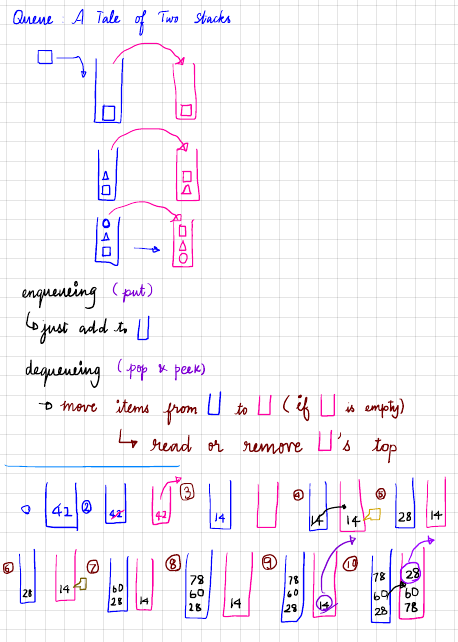 Queue : A Tale of Two stacks
enqueueing (put)
↳ just add to
dequeueing (pop & peek)
→ move items from to (if is empty)
↳ read or remove 's top
42 ② 42 42 ③ 14 ④ 14 14 ⑤ 28 14
⑥ 28 14 ⑦ 60 28 14 ⑧ 78 60 28 14 ⑨ 78 60 28 14 ⑩ 78 60 28 28 60 78